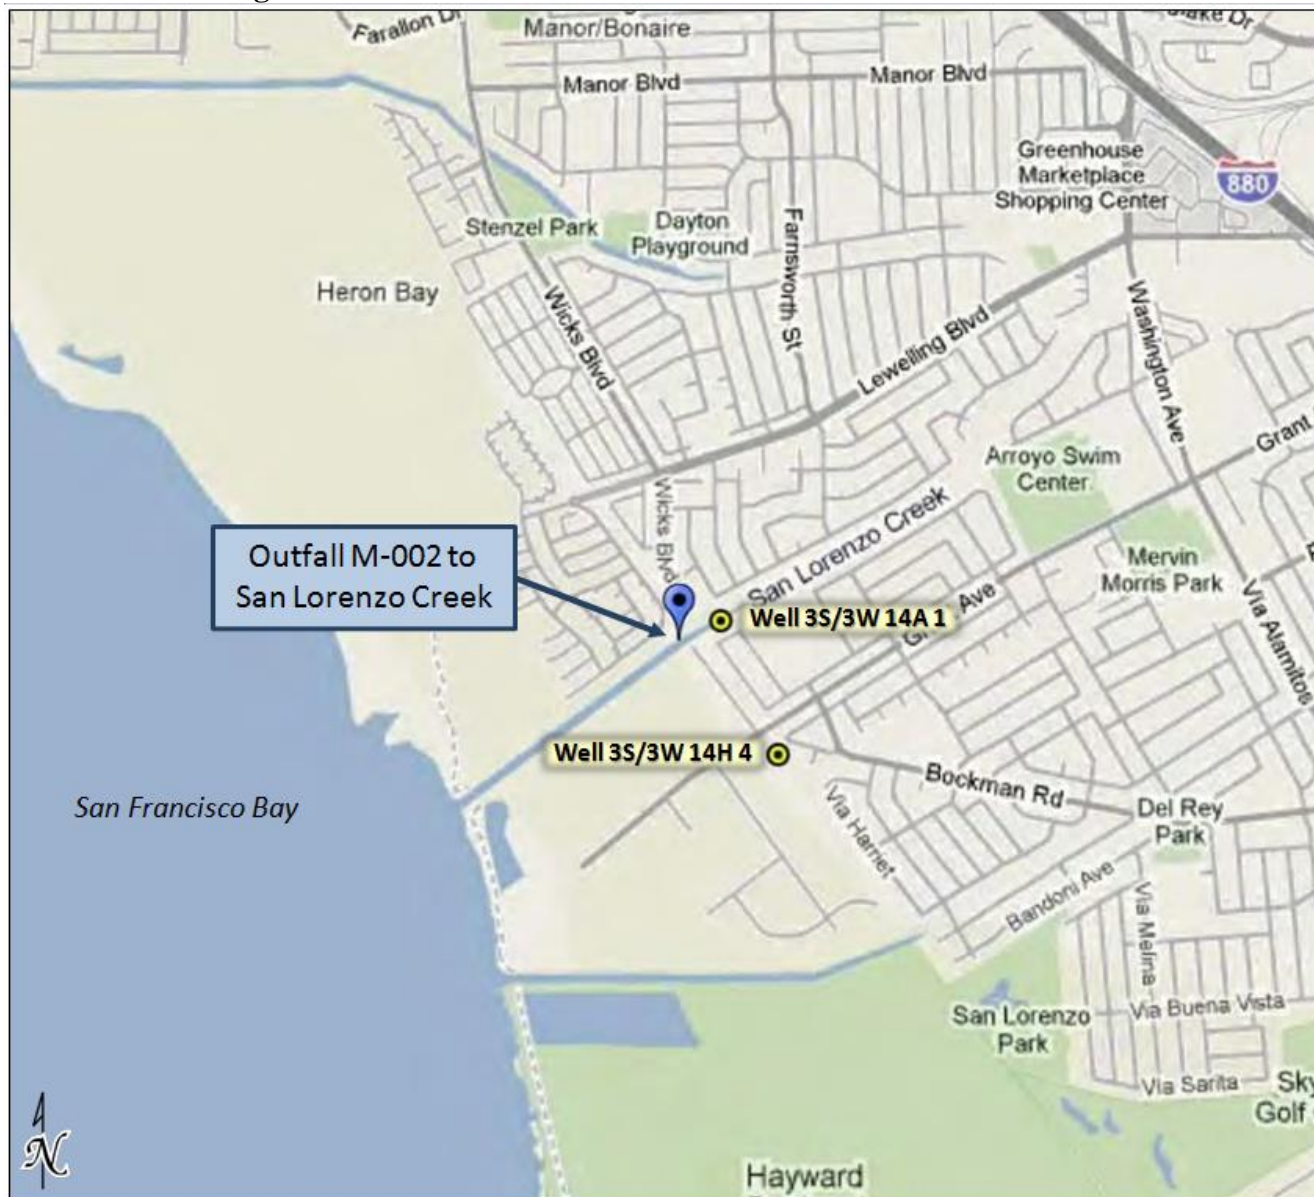 Farallon Dr
Manor/Bonaire
Manor Blvd
Manor Blvd
Greenhouse
Marketplace
Shopping Center
880
Stenzel Park
Dayton
Playground
Farnsworth St
Heron Bay
Wicks Blvd
Lewelling Blvd
Washington Ave
Grant
Arroyo Swim
Center
Wicks Blvd
San Lorenzo Creek
Outfall M-002 to
San Lorenzo Creek
Mervin
Morris Park
Well 3S/3W 14A 1
Ave
Via Alamitos
Well 3S/3W 14H 4
Bockman Rd
San Francisco Bay
Via Harriet
Del Rey
Park
Bandoni Ave
Via Melina
San Lorenzo
Park
Via Buena Vista
Via Sarita
Sky
Golf
N
Hayward